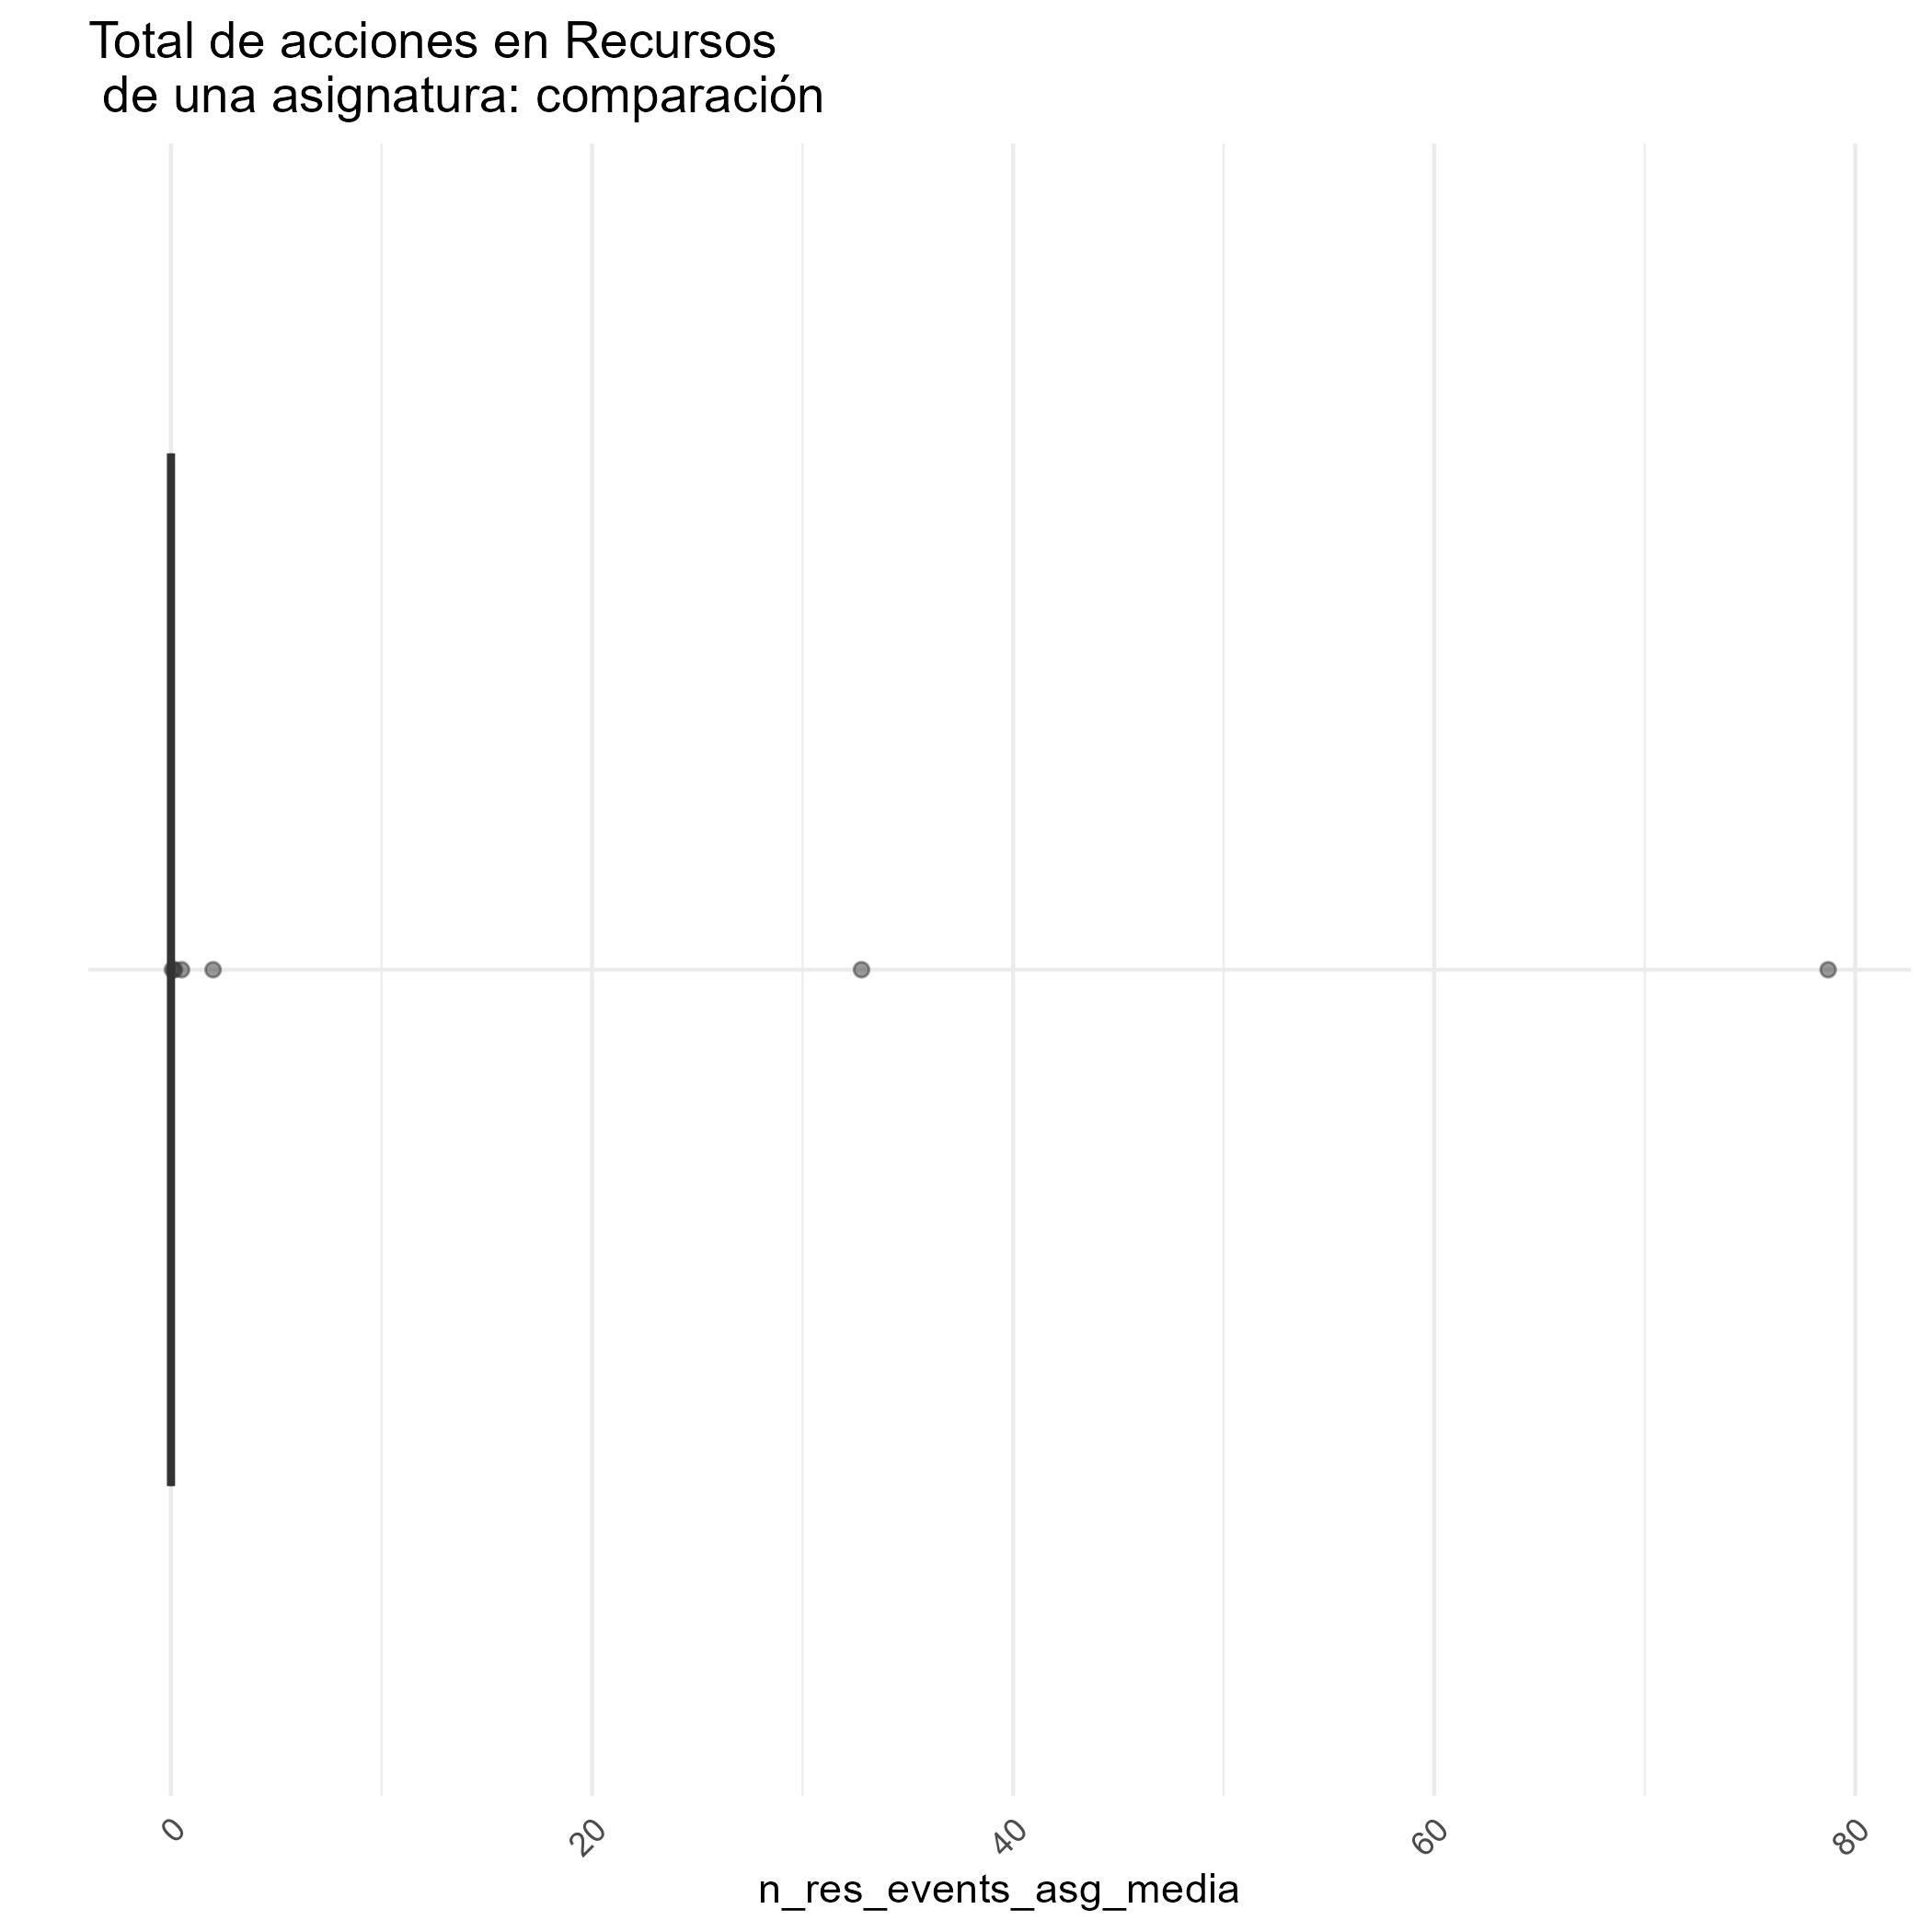 Total de acciones en Recursos
de una asignatura: comparación
0
20
40
60
80
n_res_events_asg_media